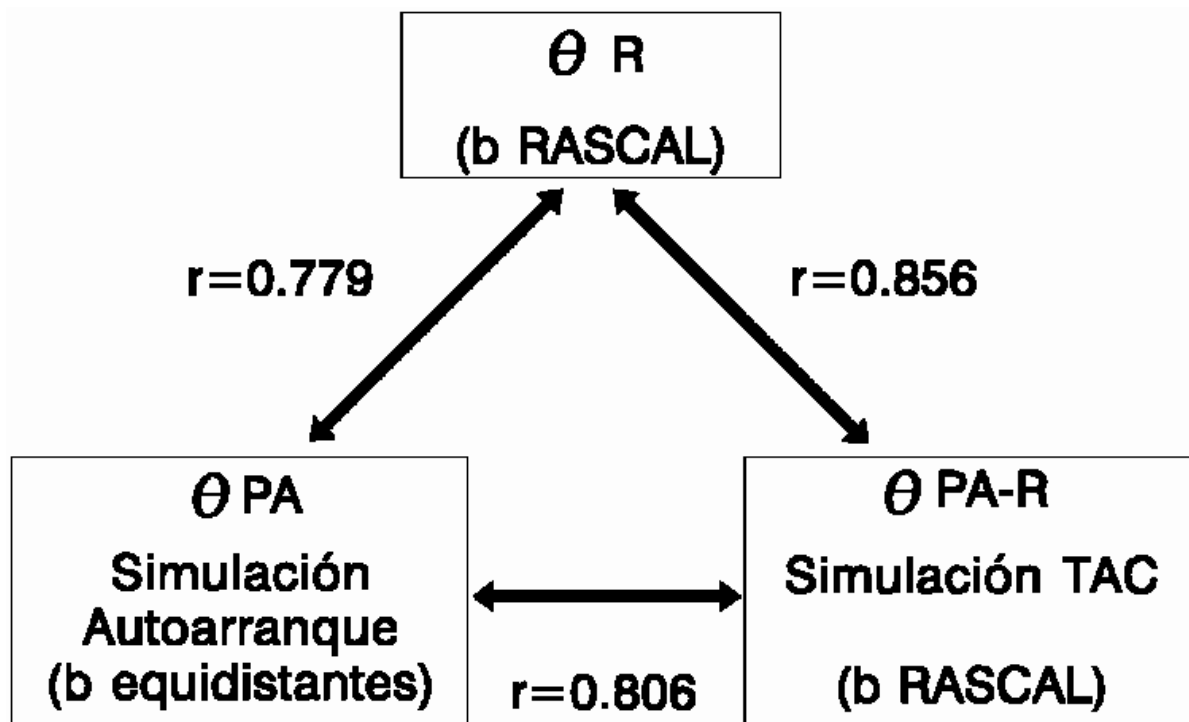 θ R
(b RASCAL)
r=0.779
r=0.856
θ PA
Simulación
Autoarranque
(b equidistantes)
r=0.806
θ PA-R
Simulación TAC
(b RASCAL)